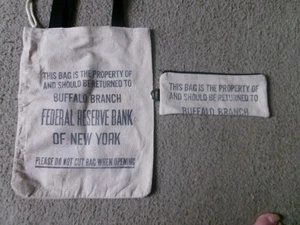 THIS BAG IS THE PROPERTY OF
AND SHOULD BE RETURNED TO
BUFFALO BRANCH
FEDERAL RESERVE BANK
OF NEW YORK
PLEASE DO NOT CUT BAG WHEN OPENING
THIS BAG IS THE PROPERTY OF
AND SHOULD BE RETURNED TO
BUFFALO BRANCH